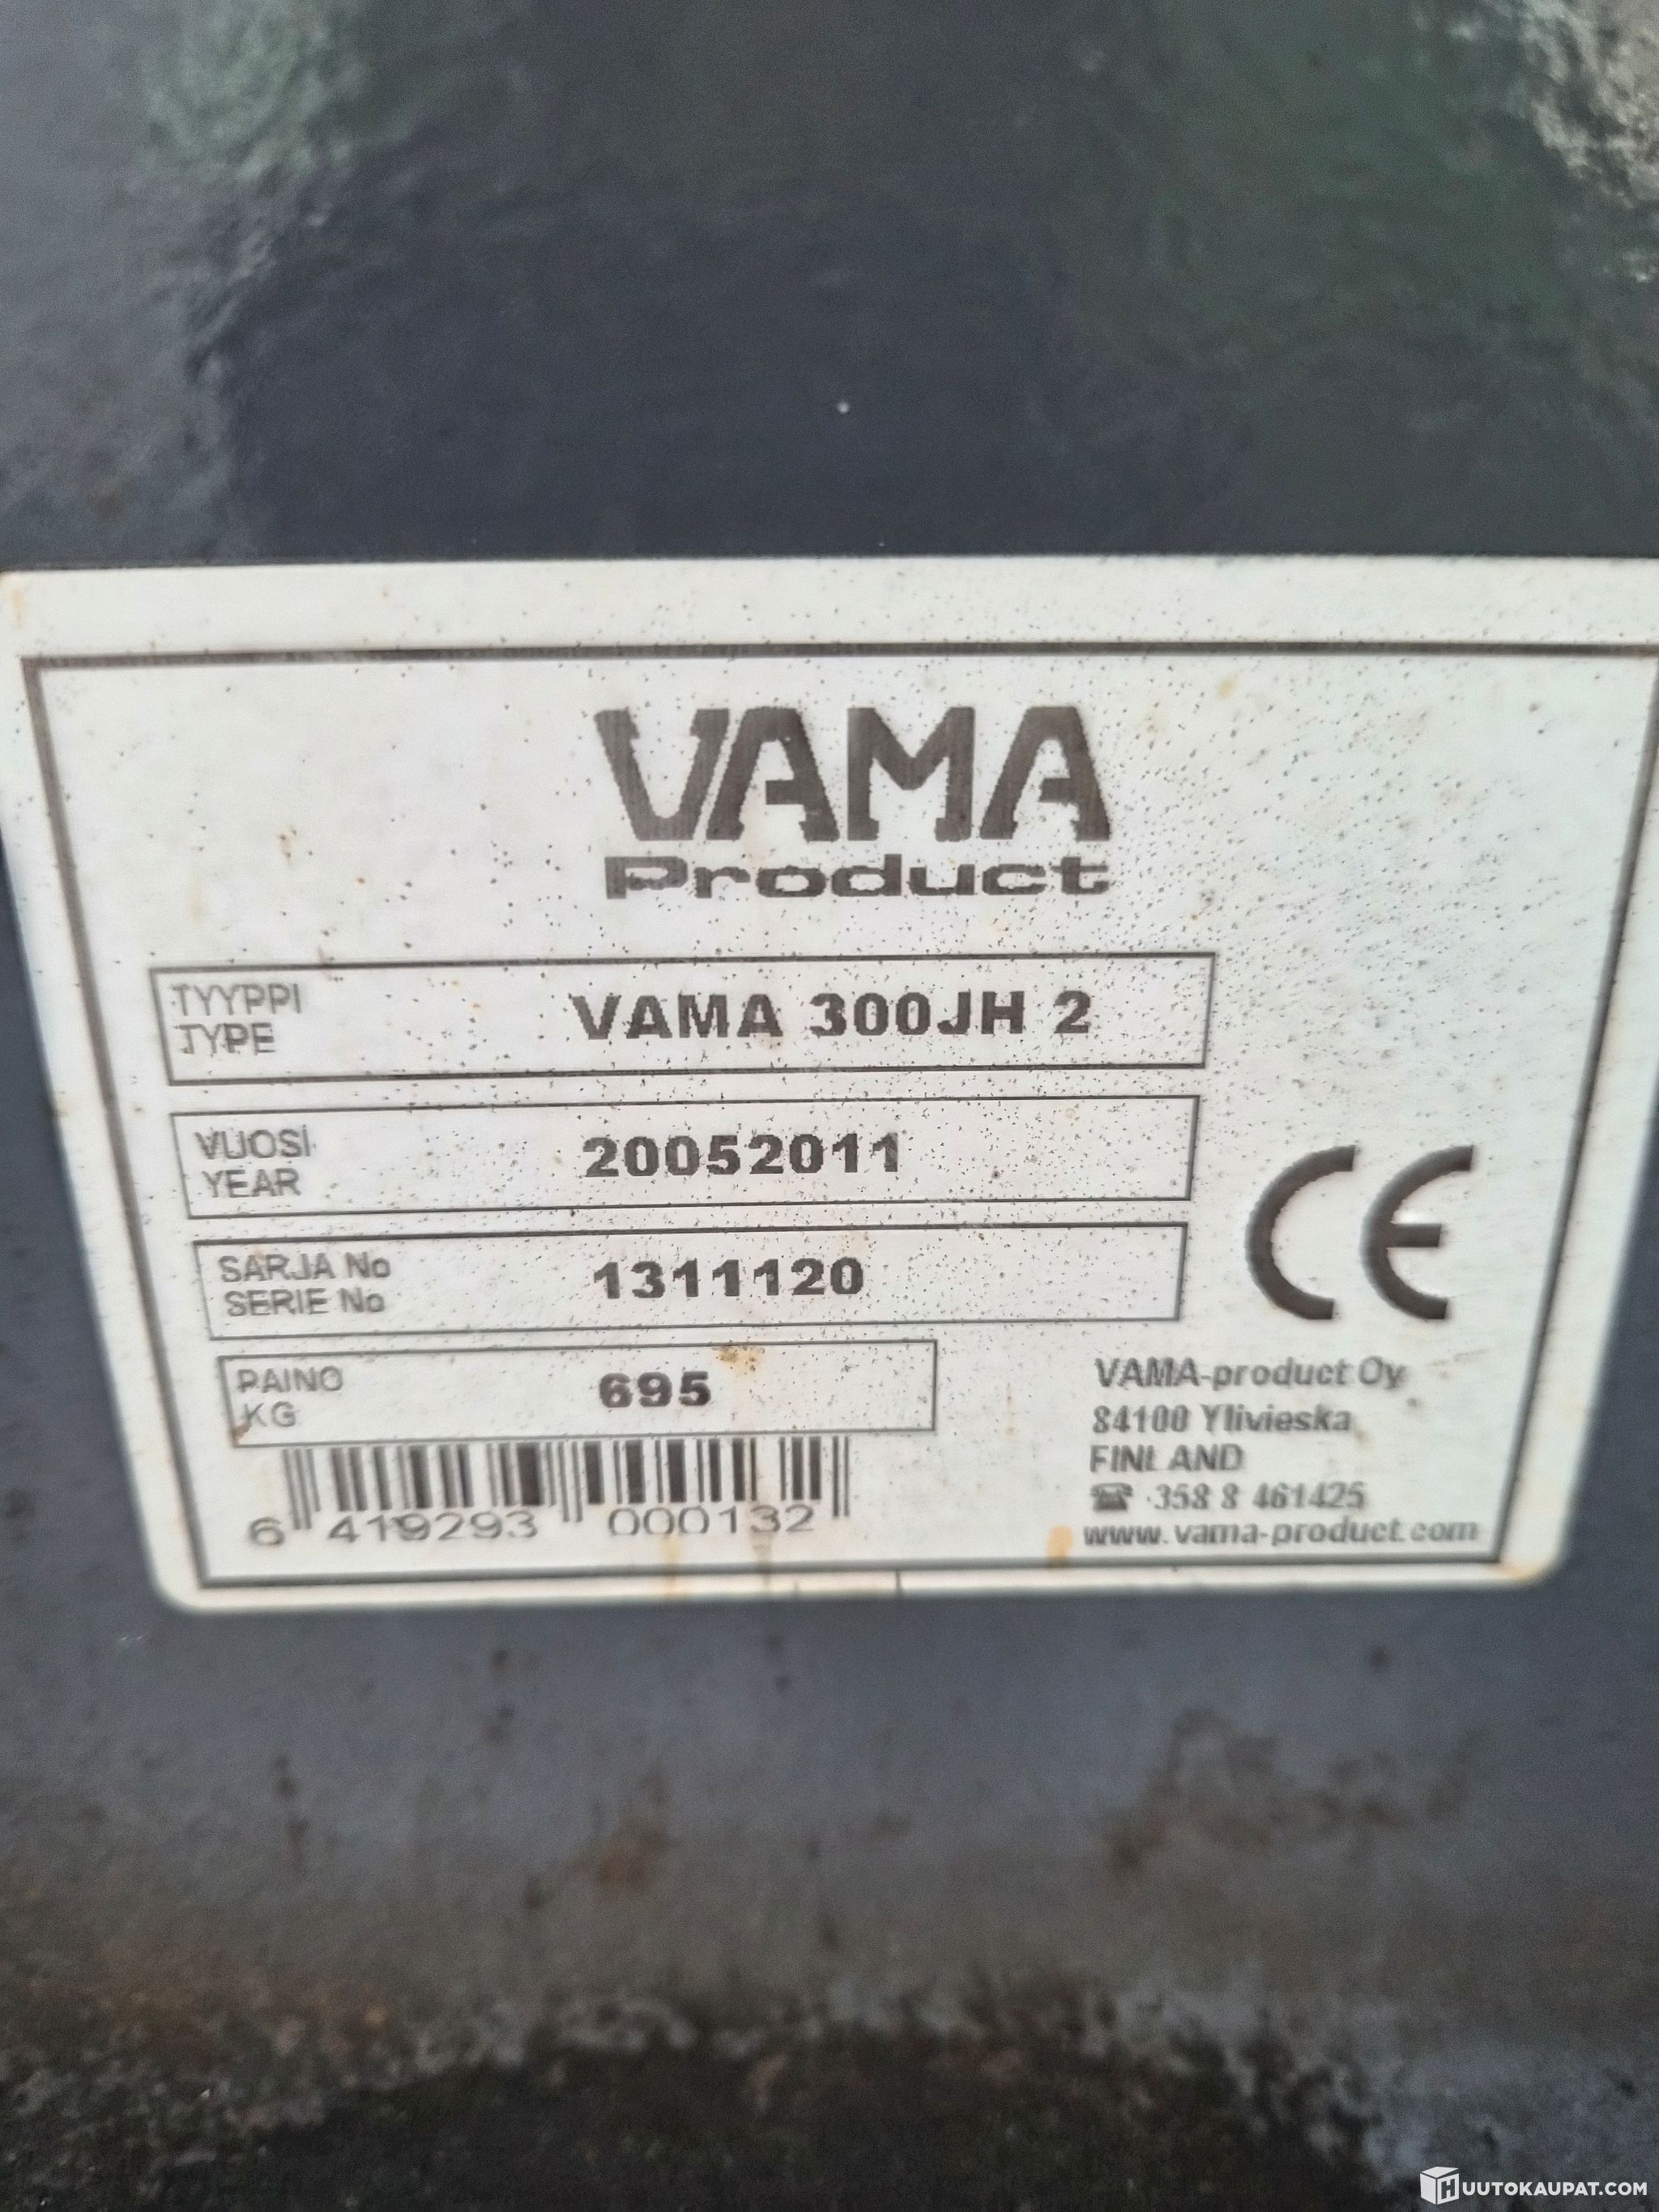 VAMA
Product
TYYPPI
TYPE
VAMA 300JH 2
VUOSI
YEAR
20052011
SARJA No
SERIE No
1311120
PAINO
KG
695
6 419293 000132
CE
VAMA-product Oy
84100 Ylivieska
FINLAND
☎ +358 8 461425
www.vama-product.com
HUUTOKAUPAT.COM